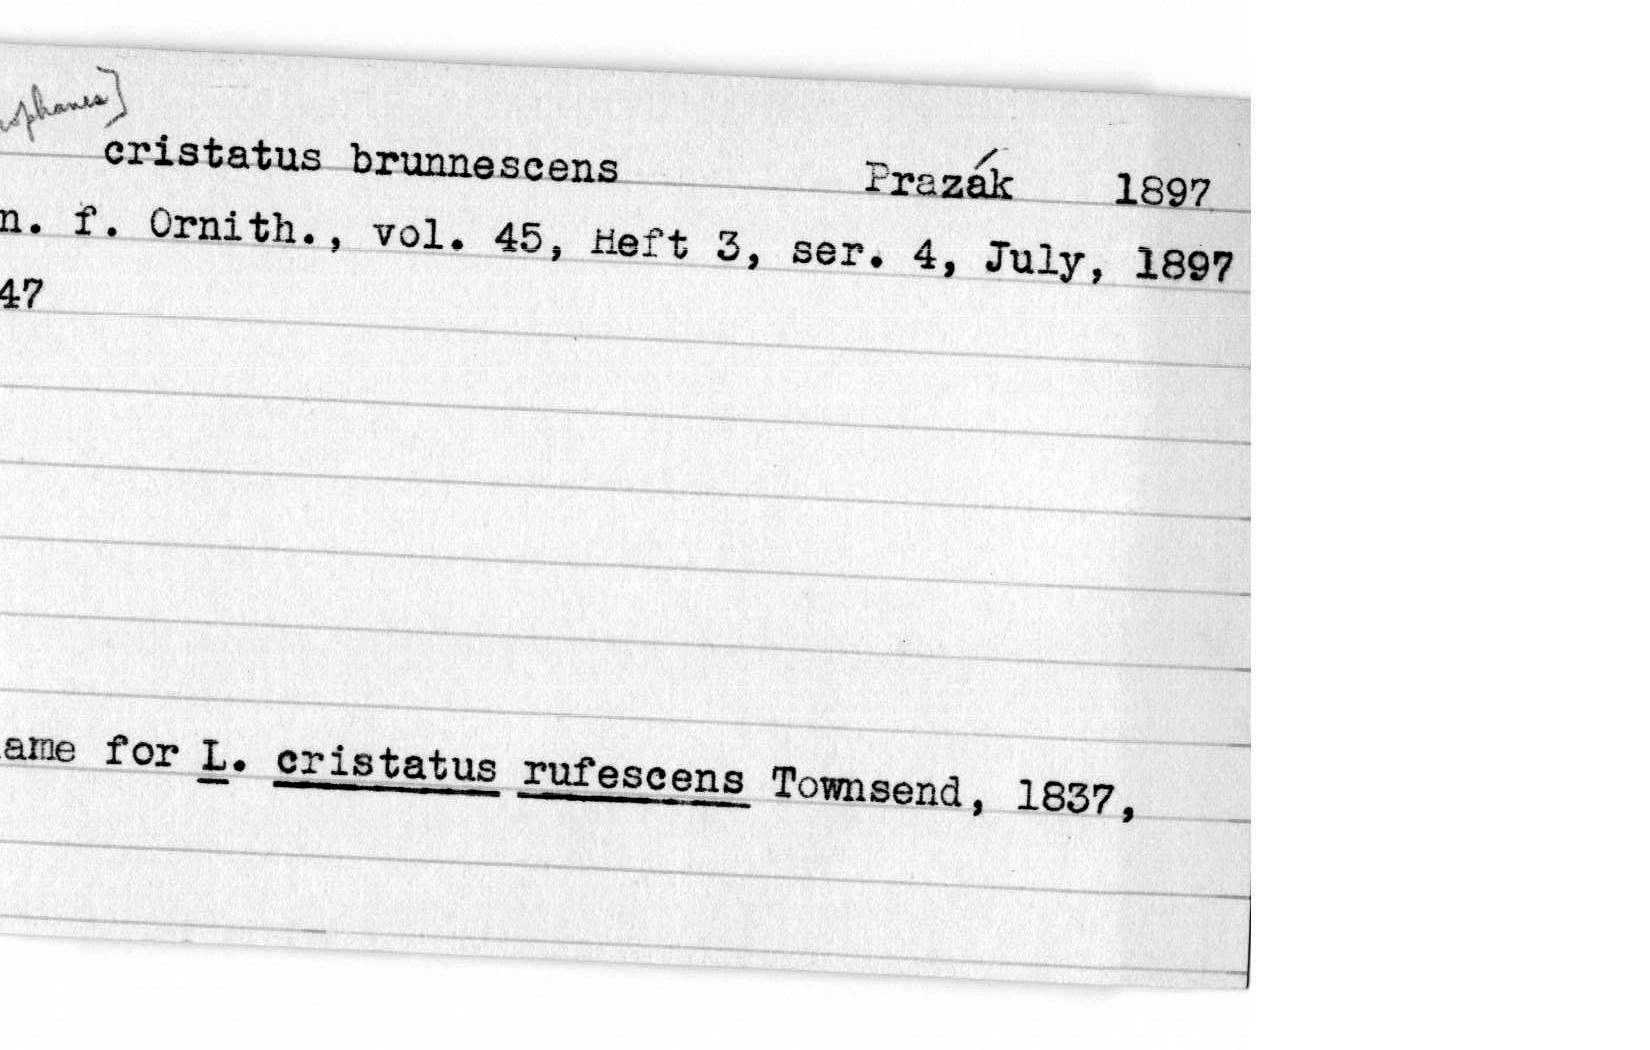 ophanes]
cristatus brunnescens Prazák 1897
n. f. Ornith., vol. 45, Heft 3, ser. 4, July, 1897
47
ame for L. cristatus rufescens Townsend, 1837,